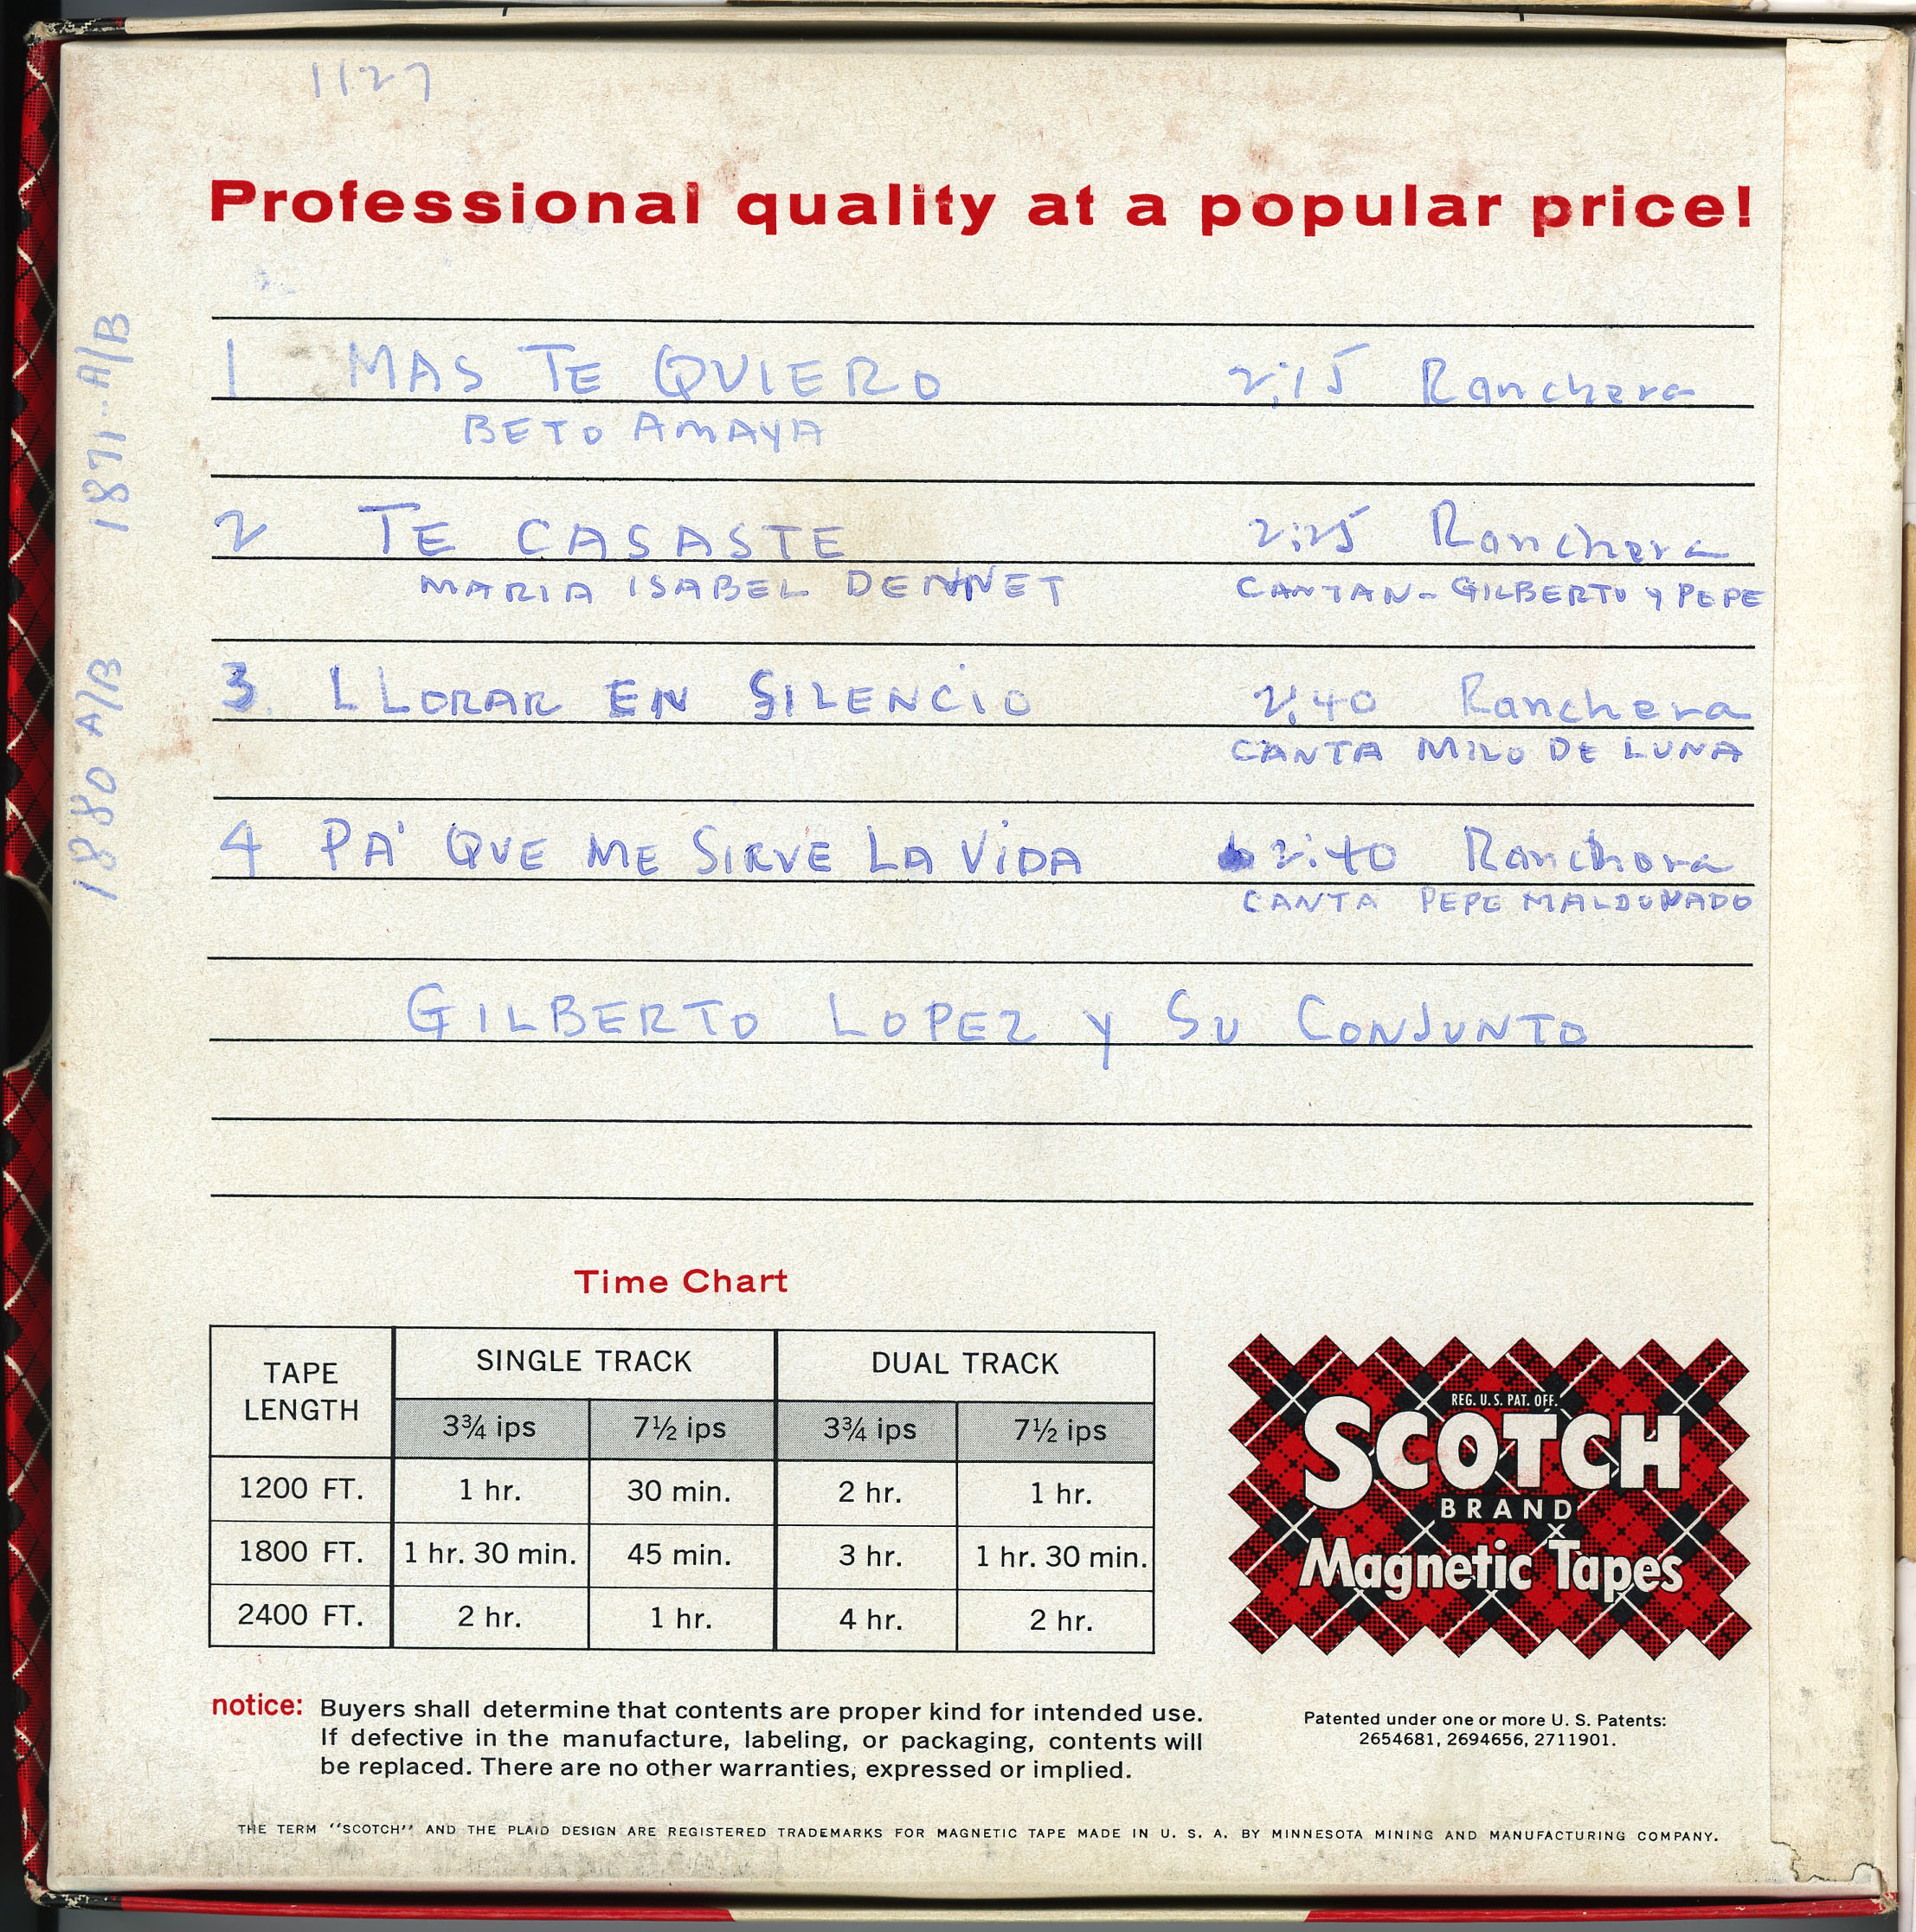 1127
Professional quality at a popular price!
1871-A/B
1880 A/B
1 MAS TE QUIERO 2:15 Ranchera
BETO AMAYA
2 TE CASASTE 2:25 Ranchera
MARIA ISABEL DENNET CANTAN- GILBERTO Y PEPE
3 LLORAR EN SILENCIO 2:40 Ranchera
CANTA MILO DE LUNA
4 PA' QUE ME SIRVE LA VIDA 2:40 Ranchera
CANTA PEPE MALDONADO
GILBERTO LOPEZ Y SU CONJUNTO
Time Chart
TAPE LENGTH SINGLE TRACK DUAL TRACK
3¾ ips 7½ ips 3¾ ips 7½ ips
1200 FT. 1 hr. 30 min. 2 hr. 1 hr.
1800 FT. 1 hr. 30 min. 45 min. 3 hr. 1 hr. 30 min.
2400 FT. 2 hr. 1 hr. 4 hr. 2 hr.
REG. U. S. PAT. OFF.
SCOTCH
BRAND
Magnetic Tapes
notice: Buyers shall determine that contents are proper kind for intended use.
If defective in the manufacture, labeling, or packaging, contents will
be replaced. There are no other warranties, expressed or implied.
Patented under one or more U. S. Patents:
2654681, 2694656, 2711901.
THE TERM "SCOTCH" AND THE PLAID DESIGN ARE REGISTERED TRADEMARKS FOR MAGNETIC TAPE MADE IN U. S. A. BY MINNESOTA MINING AND MANUFACTURING COMPANY.